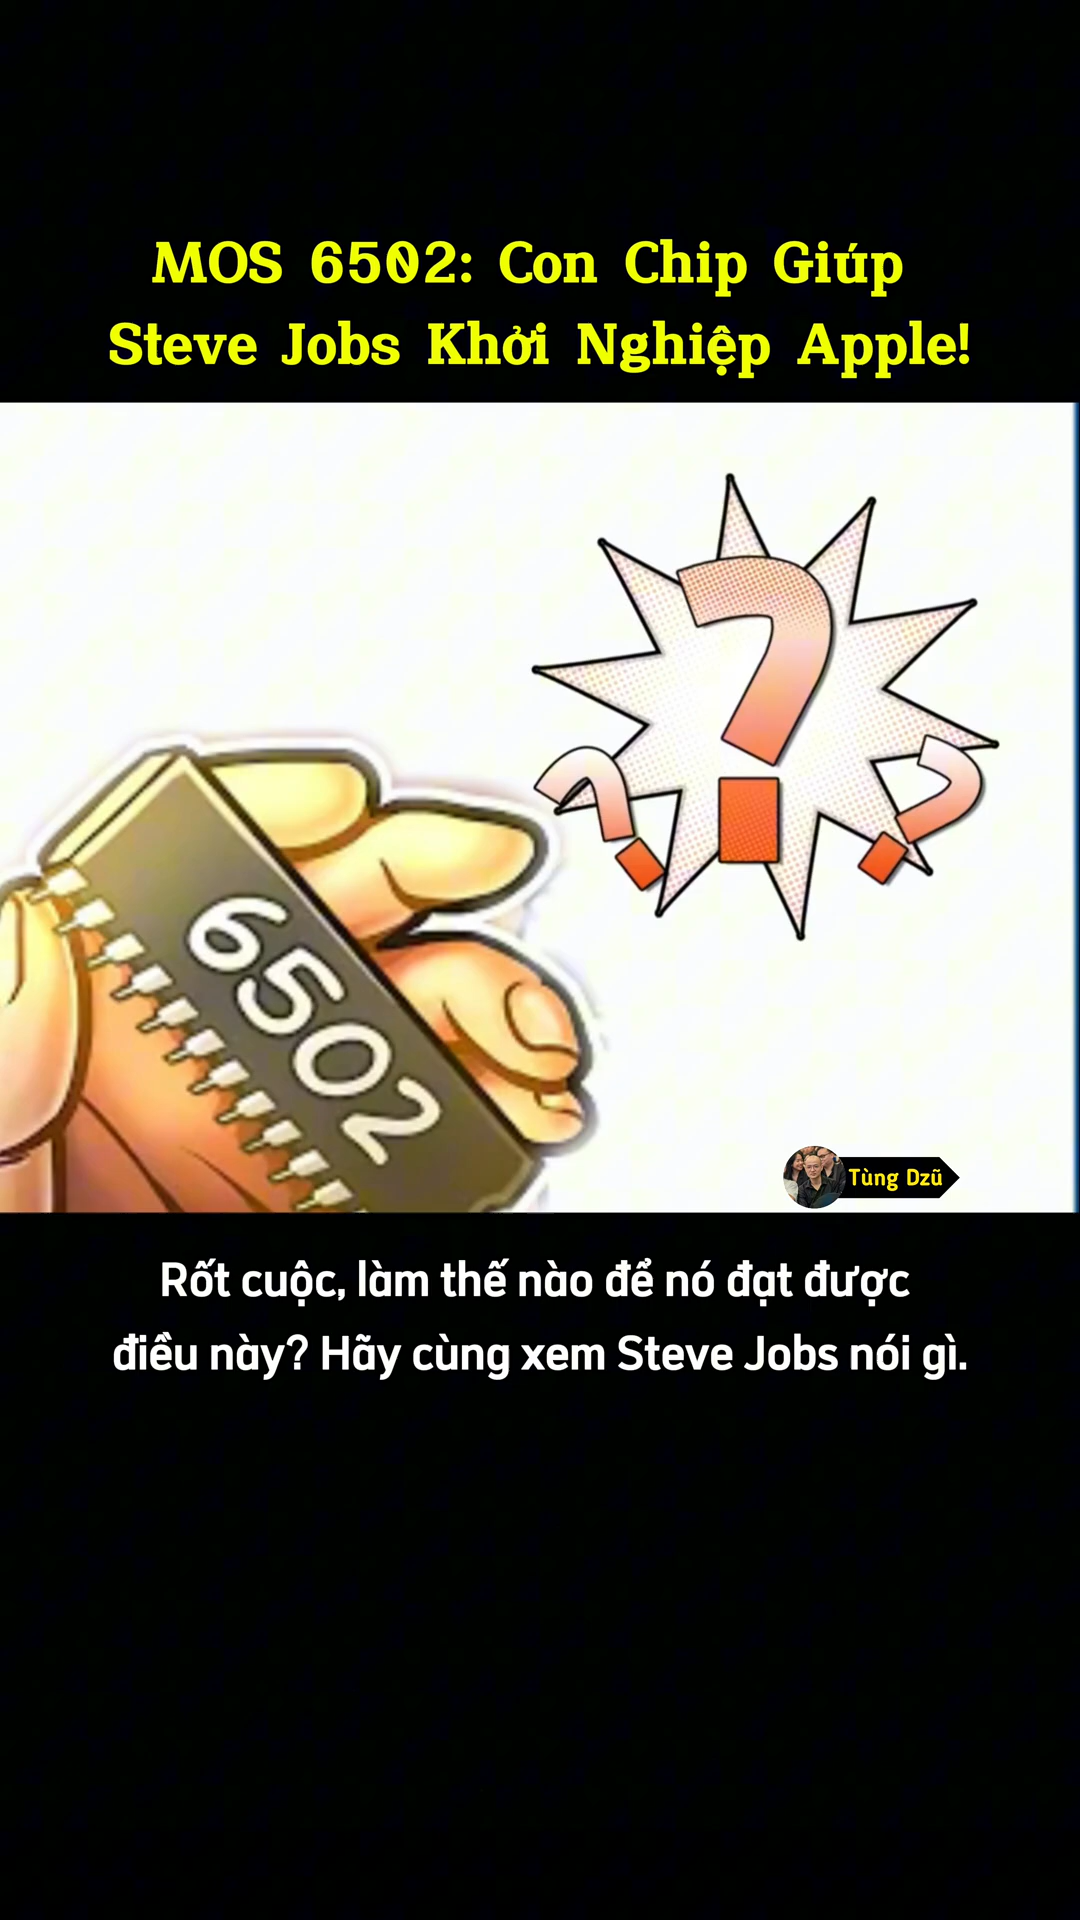 MOS 6502: Con Chip Giúp
Steve Jobs Khởi Nghiệp Apple!
6502
Tùng Dzũ
Rốt cuộc, làm thế nào để nó đạt được
điều này? Hãy cùng xem Steve Jobs nói gì.